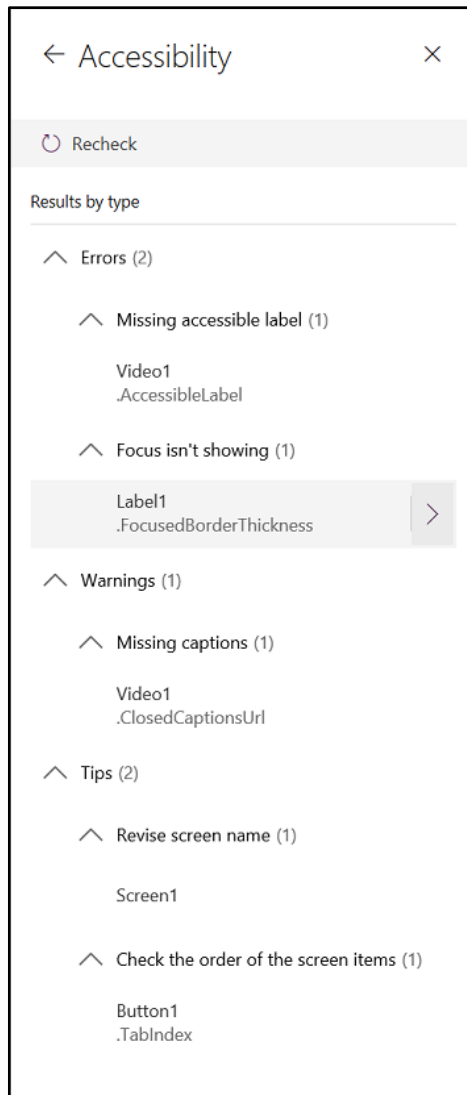 Accessibility
Recheck
Results by type
Errors (2)
Missing accessible label (1)
Video1
.AccessibleLabel
Focus isn't showing (1)
Label1
.FocusedBorderThickness
Warnings (1)
Missing captions (1)
Video1
.ClosedCaptionsUrl
Tips (2)
Revise screen name (1)
Screen1
Check the order of the screen items (1)
Button1
.TabIndex